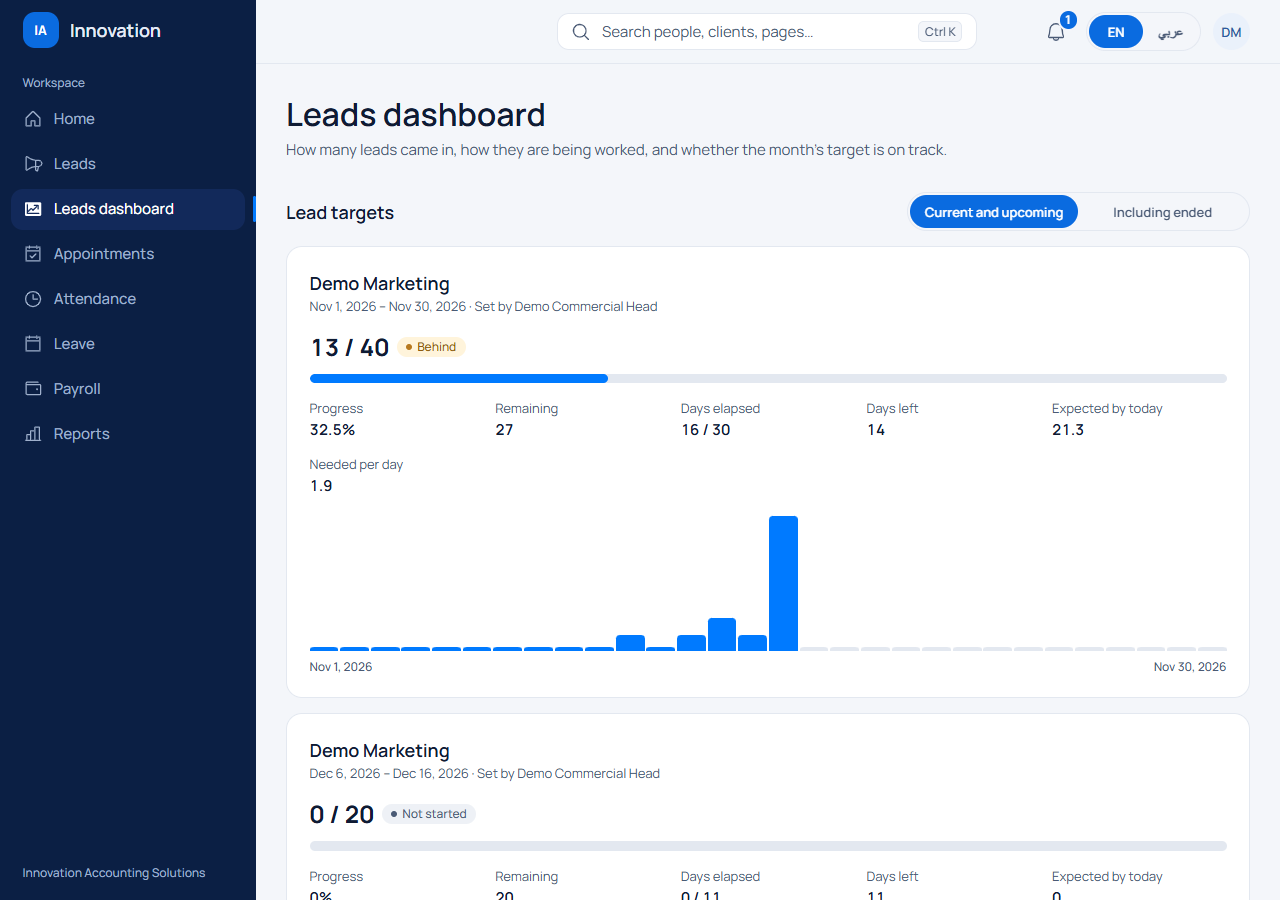 IA
Innovation
Search people, clients, pages...
Ctrl K
1
EN
عربي
DM
Workspace
Home
Leads
Leads dashboard
Appointments
Attendance
Leave
Payroll
Reports
Innovation Accounting Solutions
Leads dashboard
How many leads came in, how they are being worked, and whether the month's target is on track.
Lead targets
Current and upcoming
Including ended
Demo Marketing
Nov 1, 2026 – Nov 30, 2026 · Set by Demo Commercial Head
13 / 40
Behind
Progress Remaining Days elapsed Days left Expected by today
32.5% 27 16 / 30 14 21.3
Needed per day
1.9
Nov 1, 2026 Nov 30, 2026
Demo Marketing
Dec 6, 2026 – Dec 16, 2026 · Set by Demo Commercial Head
0 / 20
Not started
Progress Remaining Days elapsed Days left Expected by today
0% 20 0 / 11 11 0